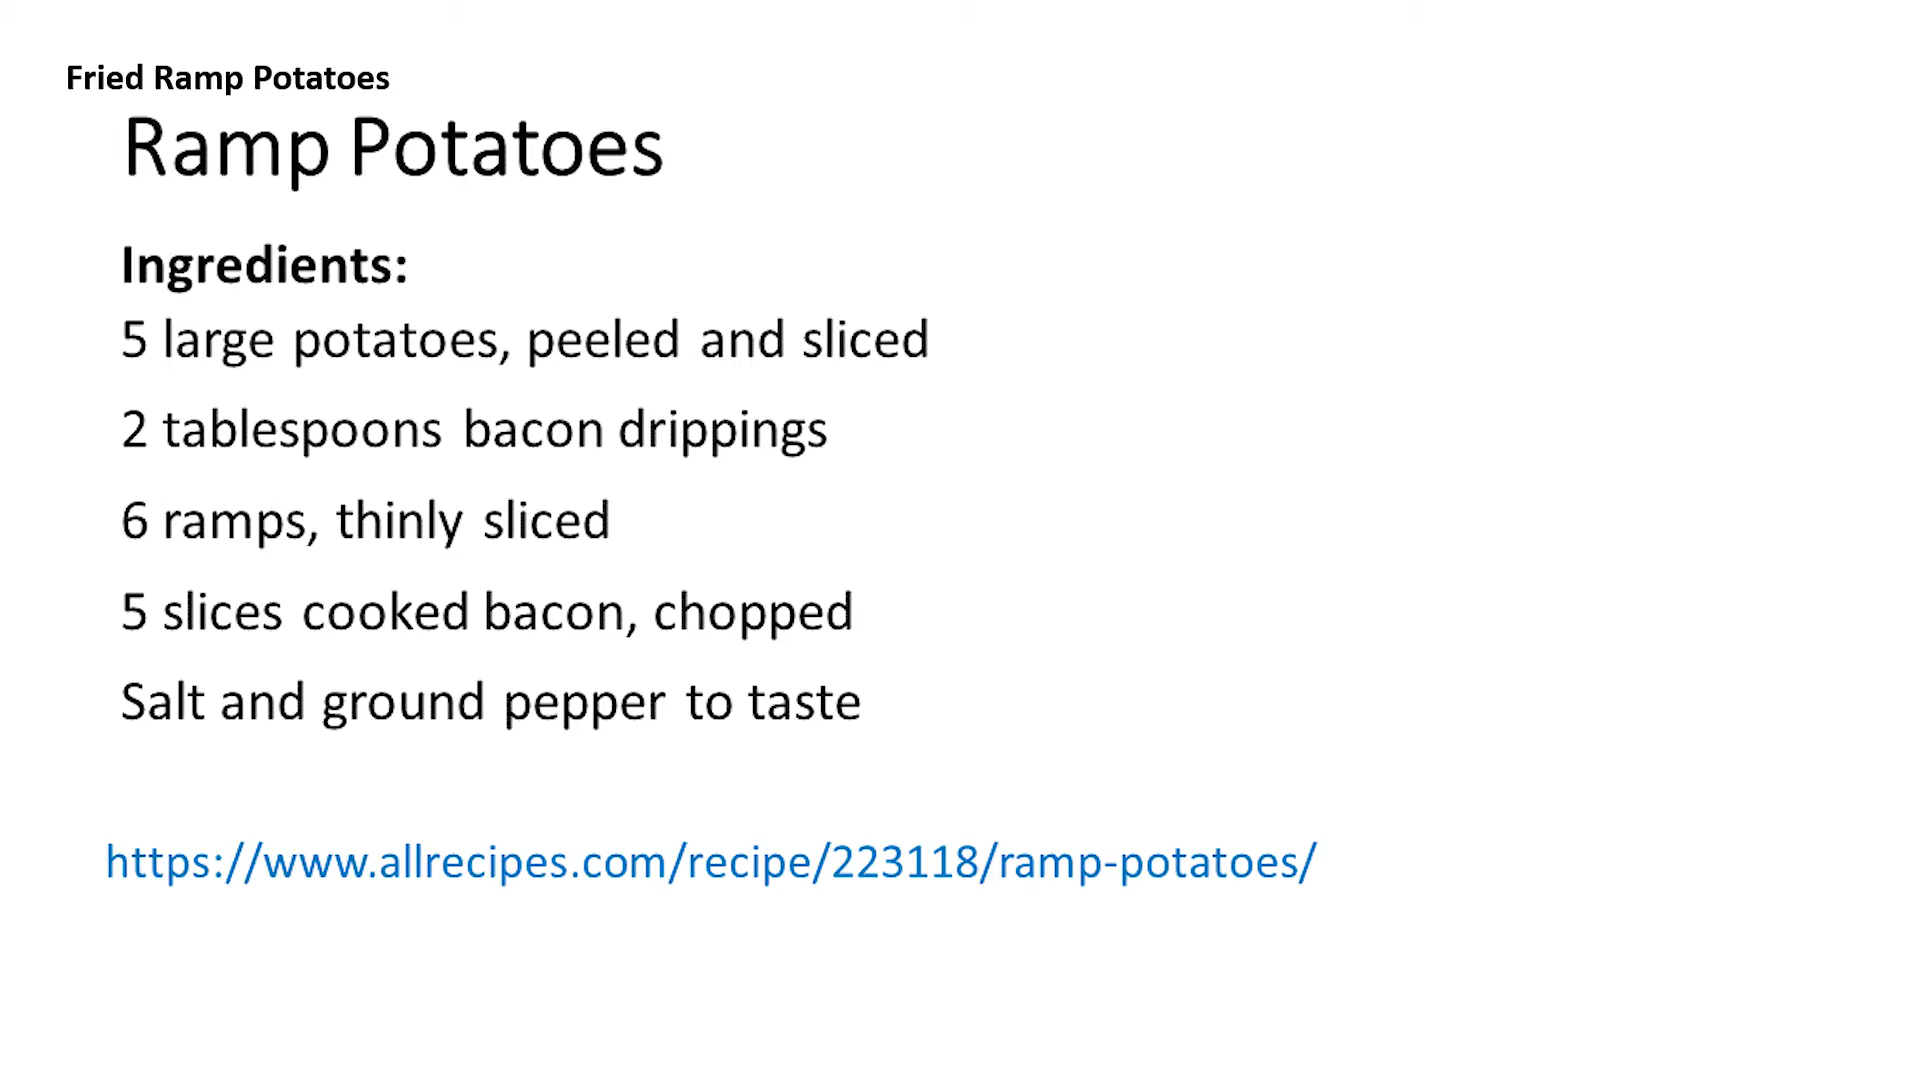 Fried Ramp Potatoes
Ramp Potatoes
Ingredients:
5 large potatoes, peeled and sliced
2 tablespoons bacon drippings
6 ramps, thinly sliced
5 slices cooked bacon, chopped
Salt and ground pepper to taste
https://www.allrecipes.com/recipe/223118/ramp-potatoes/